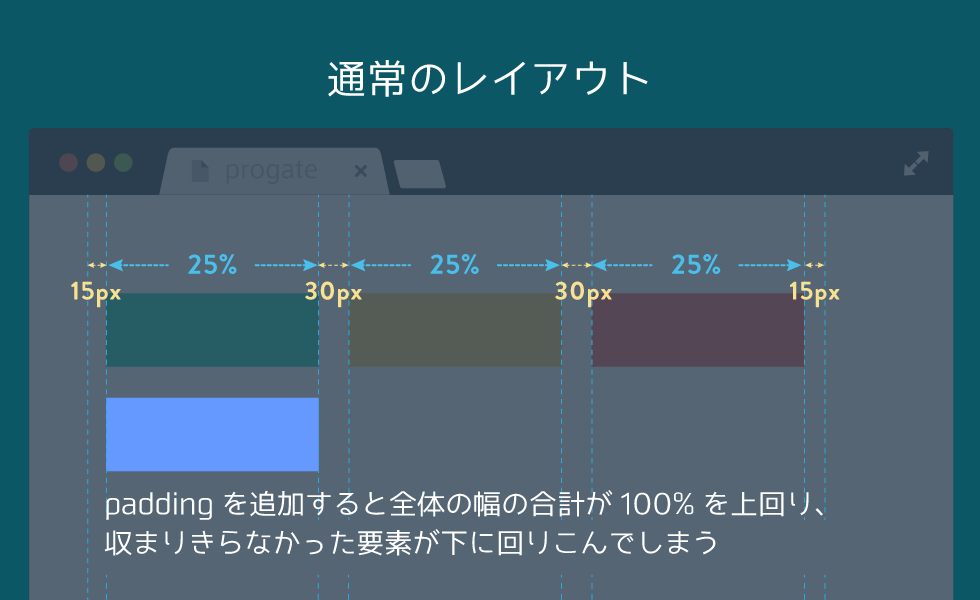 通常のレイアウト
progate ×
25% 25% 25%
15px 30px 30px 15px
padding を追加すると全体の幅の合計が 100% を上回り、
収まりきらなかった要素が下に回りこんでしまう